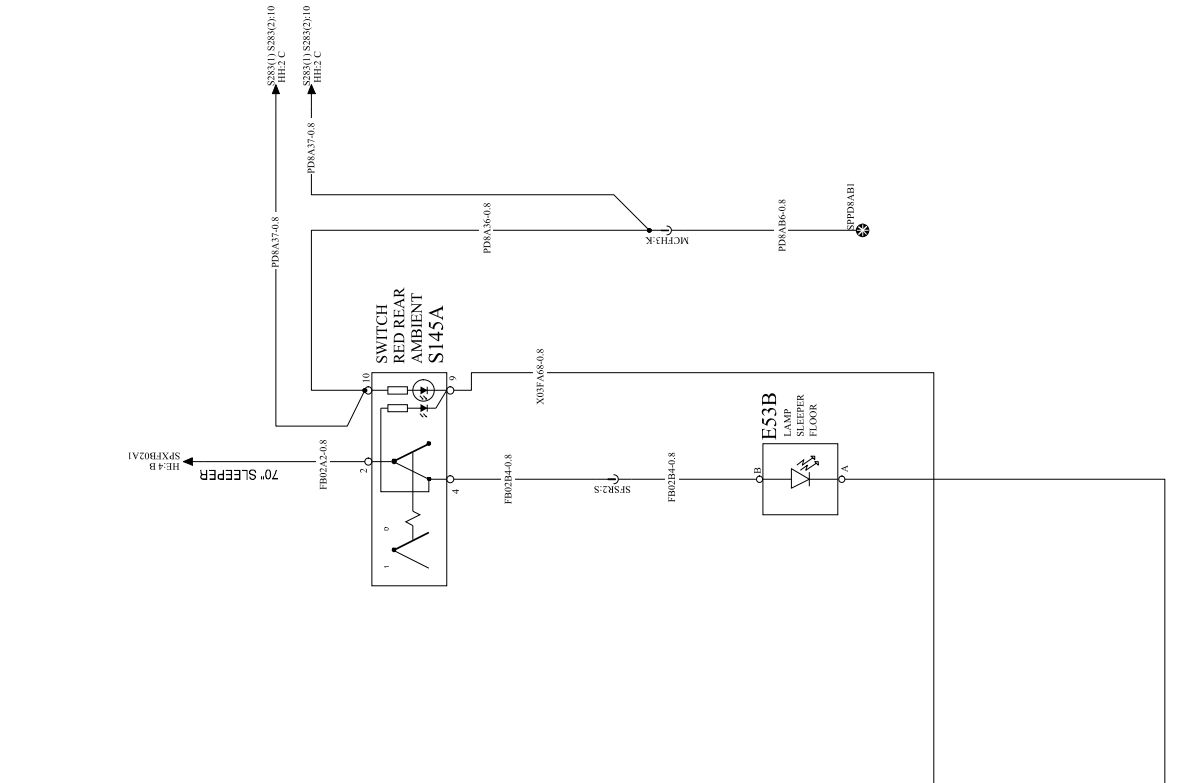 S283(1) S283(2):10
HH:2 C
S283(1) S283(2):10
HH:2 C
PD8A37-0.8
PD8A37-0.8
PD8A36-0.8
MCFH3:K
PD8AB6-0.8
SPPD8AB1
SWITCH
RED REAR
AMBIENT
S145A
10
9
X03FA68-0.8
HE:4 B
SPXFB02A1
70" SLEEPER
FB02A2-0.8
2
4
FB02B4-0.8
SFSR2:S
FB02B4-0.8
E53B
LAMP
SLEEPER
FLOOR
B
A
0
1